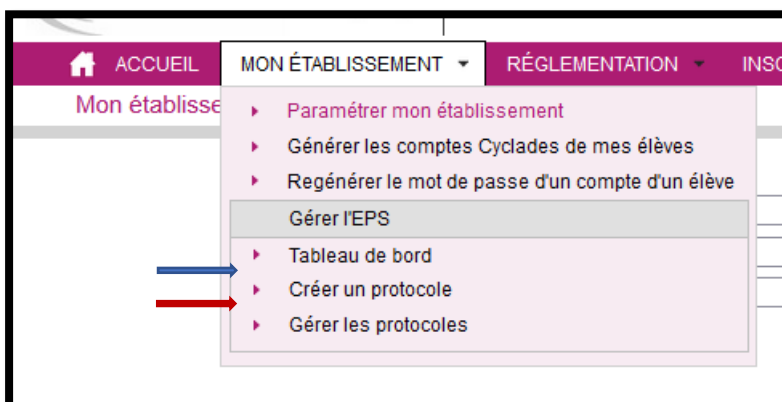 ACCUEIL MON ÉTABLISSEMENT RÉGLEMENTATION
Mon établisse
Paramétrer mon établissement
Générer les comptes Cyclades de mes élèves
Regénérer le mot de passe d'un compte d'un élève
Gérer l'EPS
Tableau de bord
Créer un protocole
Gérer les protocoles